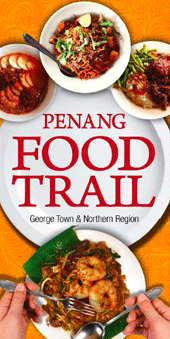 PENANG
FOOD
TRAIL
George Town & Northern Region